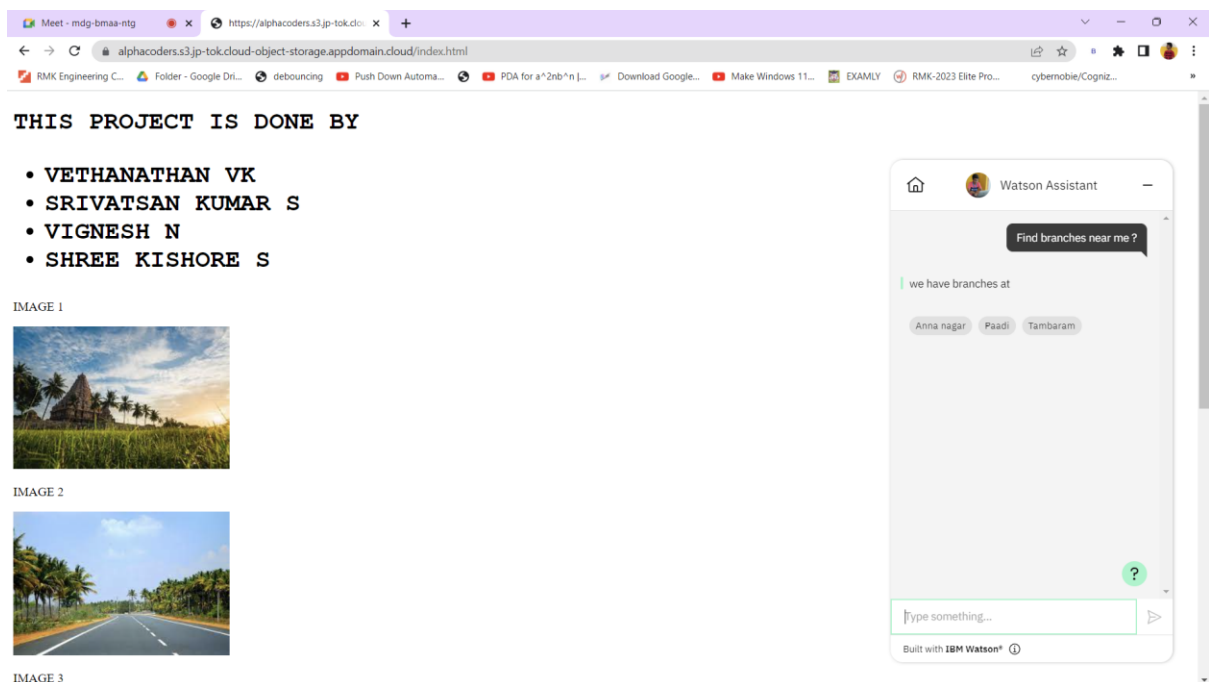 Meet - mdg-bmaa-ntg
https://alphacoders.s3.jp-tok.clo
alphacoders.s3.jp-tok.cloud-object-storage.appdomain.cloud/index.html
RMK Engineering C... Folder - Google Dri... debouncing Push Down Automa... PDA for a^2nb^n |... Download Google... Make Windows 11... EXAMLY RMK-2023 Elite Pro... cybernobie/Cogniz... »
THIS PROJECT IS DONE BY
• VETHANATHAN VK
• SRIVATSAN KUMAR S
• VIGNESH N
• SHREE KISHORE S
IMAGE 1
IMAGE 2
IMAGE 3
Watson Assistant
Find branches near me ?
we have branches at
Anna nagar Paadi Tambaram
?
Type something...
Built with IBM Watson®